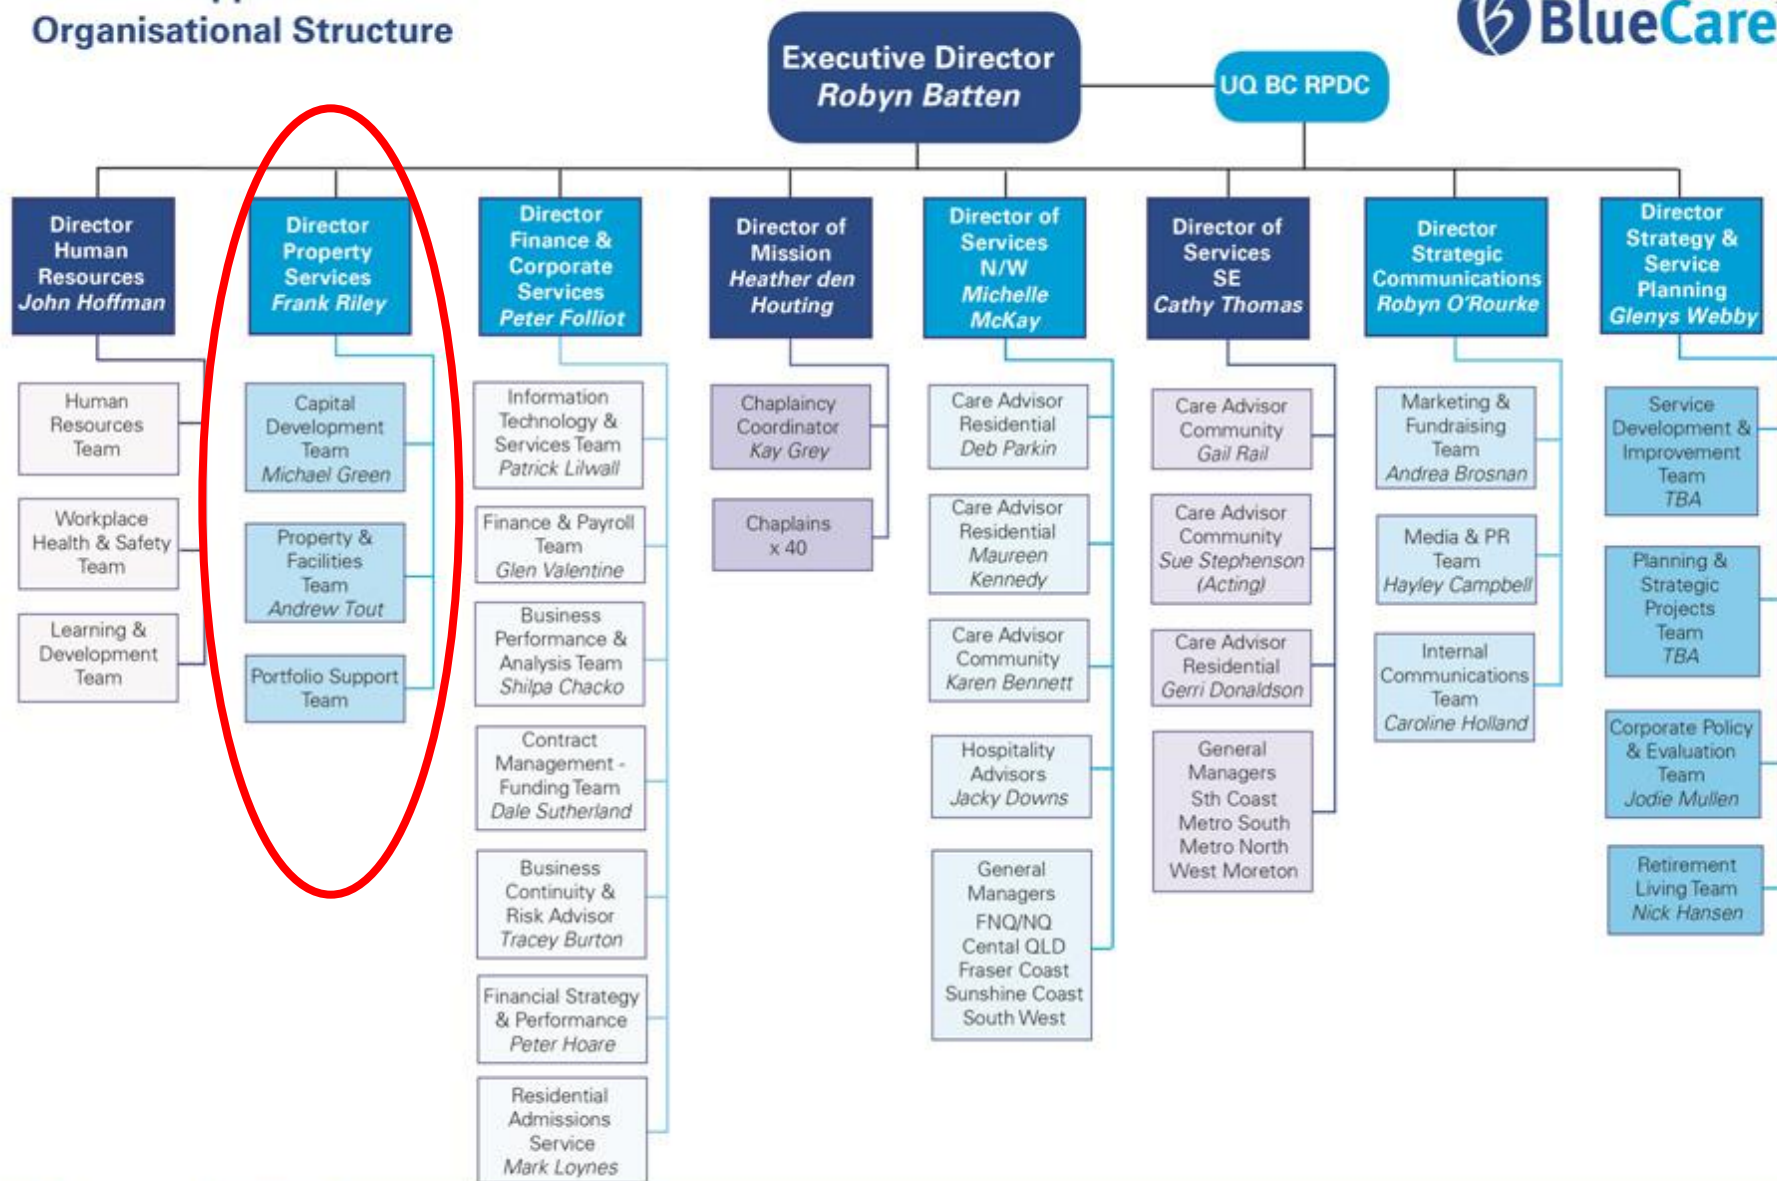 Organisational Structure
BlueCare
Executive Director
Robyn Batten
UQ BC RPDC
Director
Human
Resources
John Hoffman
Human
Resources
Team
Workplace
Health & Safety
Team
Learning &
Development
Team
Director
Property
Services
Frank Riley
Capital
Development
Team
Michael Green
Property &
Facilities
Team
Andrew Tout
Portfolio Support
Team
Director
Finance &
Corporate
Services
Peter Folliot
Information
Technology &
Services Team
Patrick Lilwall
Finance & Payroll
Team
Glen Valentine
Business
Performance &
Analysis Team
Shilpa Chacko
Contract
Management -
Funding Team
Dale Sutherland
Business
Continuity &
Risk Advisor
Tracey Burton
Financial Strategy
& Performance
Peter Hoare
Residential
Admissions
Service
Mark Loynes
Director of
Mission
Heather den
Houting
Chaplaincy
Coordinator
Kay Grey
Chaplains
x 40
Director of
Services
N/W
Michelle
McKay
Care Advisor
Residential
Deb Parkin
Care Advisor
Residential
Maureen
Kennedy
Care Advisor
Community
Karen Bennett
Hospitality
Advisors
Jacky Downs
General
Managers
FNQ/NQ
Cental QLD
Fraser Coast
Sunshine Coast
South West
Director of
Services
SE
Cathy Thomas
Care Advisor
Community
Gail Rail
Care Advisor
Community
Sue Stephenson
(Acting)
Care Advisor
Residential
Gerri Donaldson
General
Managers
Sth Coast
Metro South
Metro North
West Moreton
Director
Strategic
Communications
Robyn O'Rourke
Marketing &
Fundraising
Team
Andrea Brosnan
Media & PR
Team
Hayley Campbell
Internal
Communications
Team
Caroline Holland
Director
Strategy &
Service
Planning
Glenys Webby
Service
Development &
Improvement
Team
TBA
Planning &
Strategic
Projects
Team
TBA
Corporate Policy
& Evaluation
Team
Jodie Mullen
Retirement
Living Team
Nick Hansen